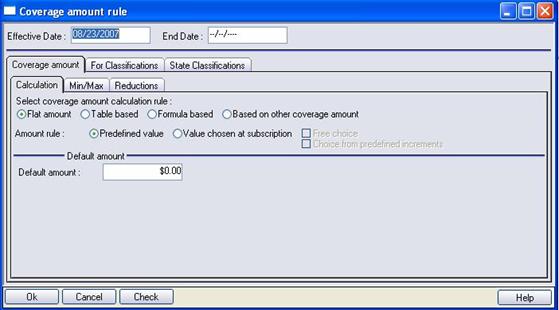 Coverage amount rule
Effective Date : 08/23/2007 End Date : --/--/----
Coverage amount For Classifications State Classifications
Calculation Min/Max Reductions
Select coverage amount calculation rule :
Flat amount Table based Formula based Based on other coverage amount
Amount rule : Predefined value Value chosen at subscription Free choice
Choice from predefined increments
Default amount
Default amount : $0.00
Ok Cancel Check Help